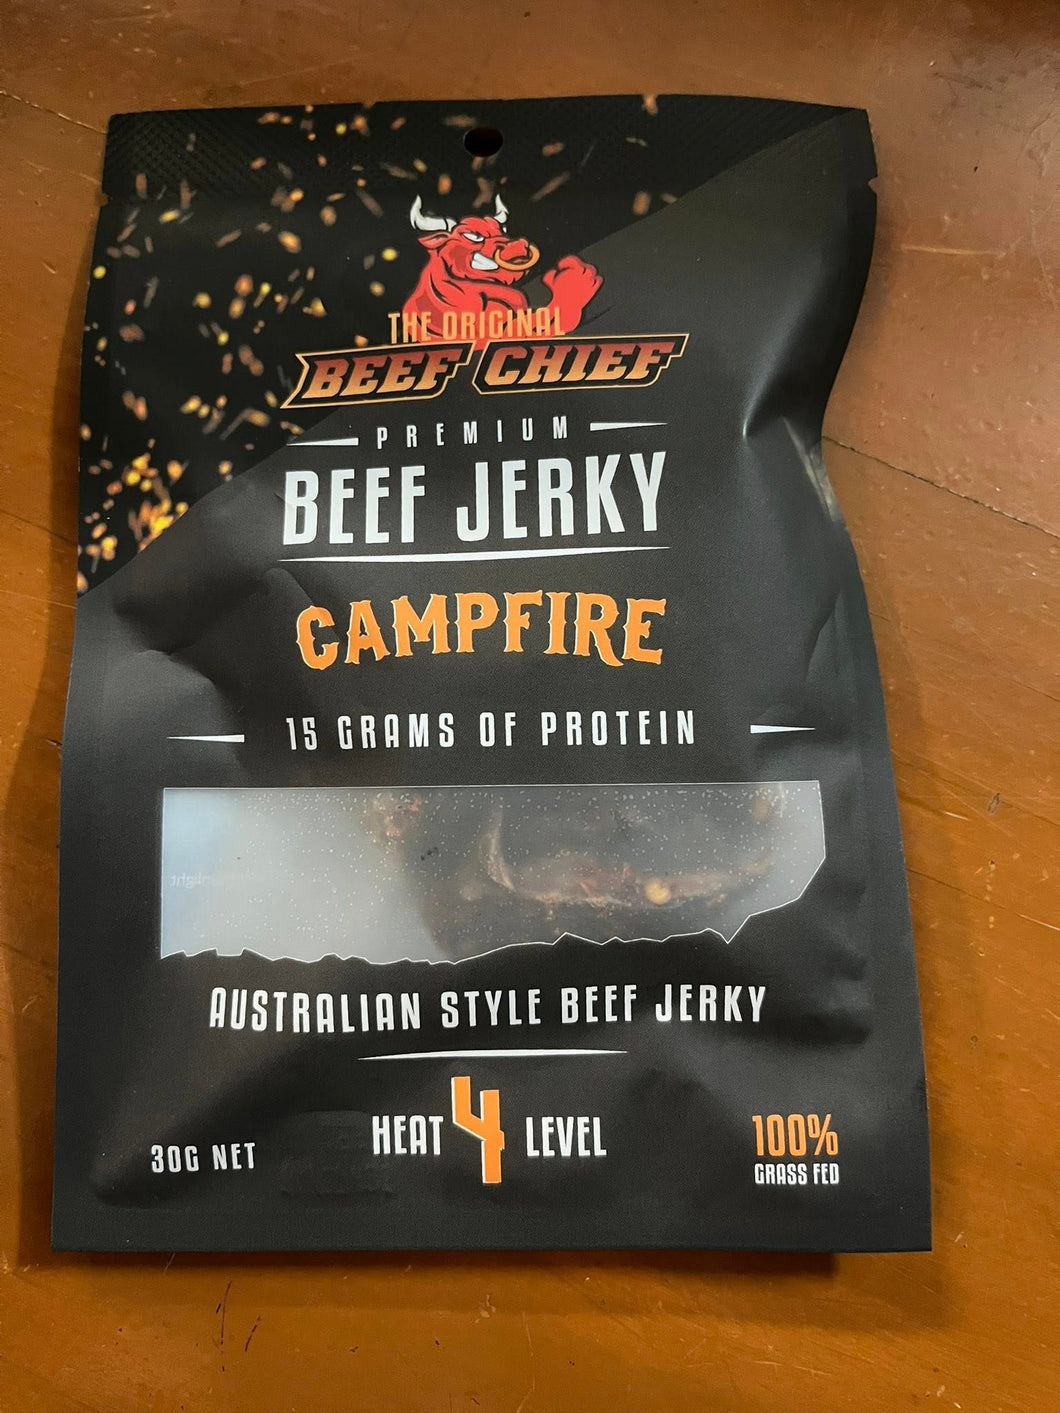 THE ORIGINAL
BEEF CHIEF
PREMIUM
BEEF JERKY
CAMPFIRE
15 GRAMS OF PROTEIN
AUSTRALIAN STYLE BEEF JERKY
HEAT 4 LEVEL
30G NET
100%
GRASS FED